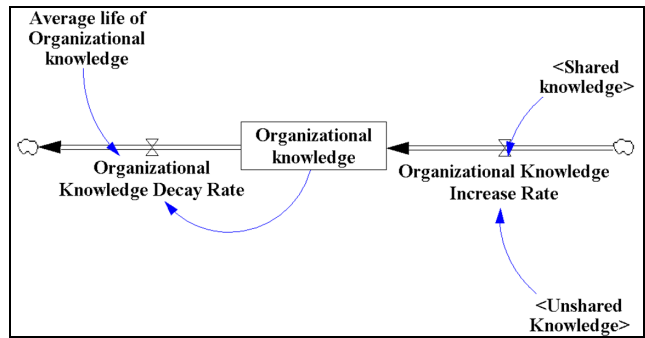 Average life of
Organizational
knowledge
<Shared
knowledge>
Organizational
knowledge
Organizational
Knowledge Decay Rate
Organizational Knowledge
Increase Rate
<Unshared
Knowledge>